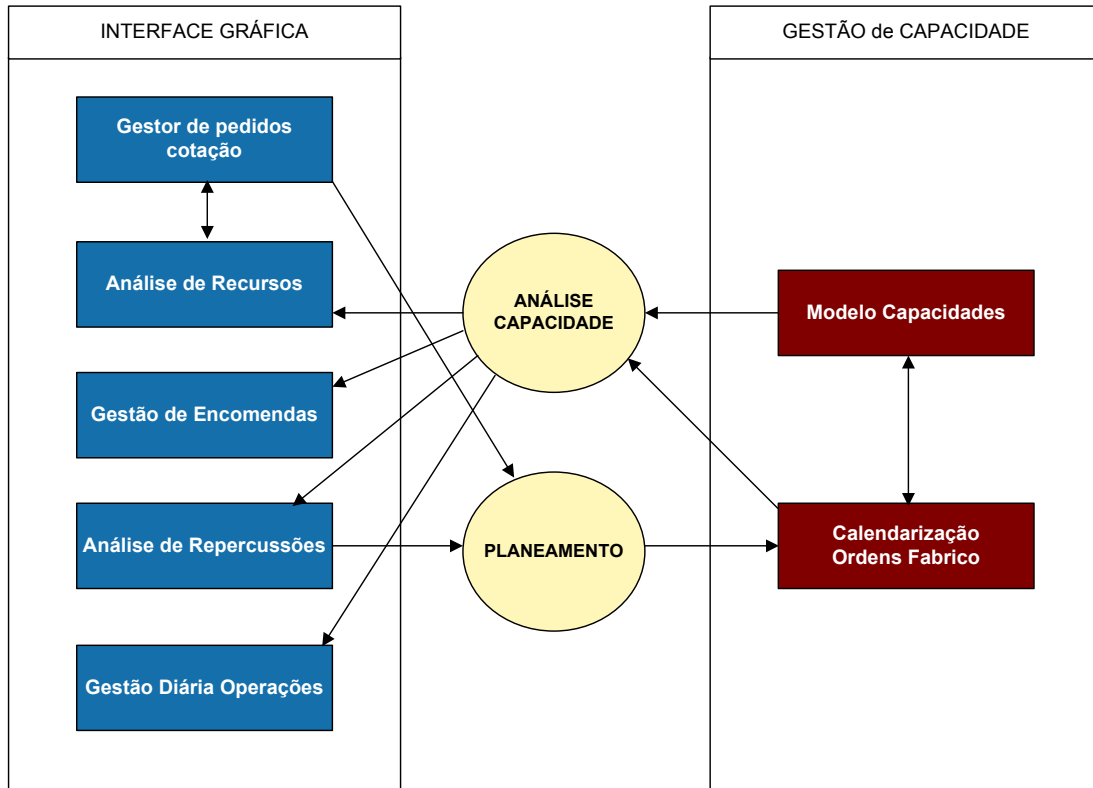 INTERFACE GRÁFICA
GESTÃO de CAPACIDADE
Gestor de pedidos
cotação
Análise de Recursos
Gestão de Encomendas
Análise de Repercussões
Gestão Diária Operações
ANÁLISE
CAPACIDADE
PLANEAMENTO
Modelo Capacidades
Calendarização
Ordens Fabrico